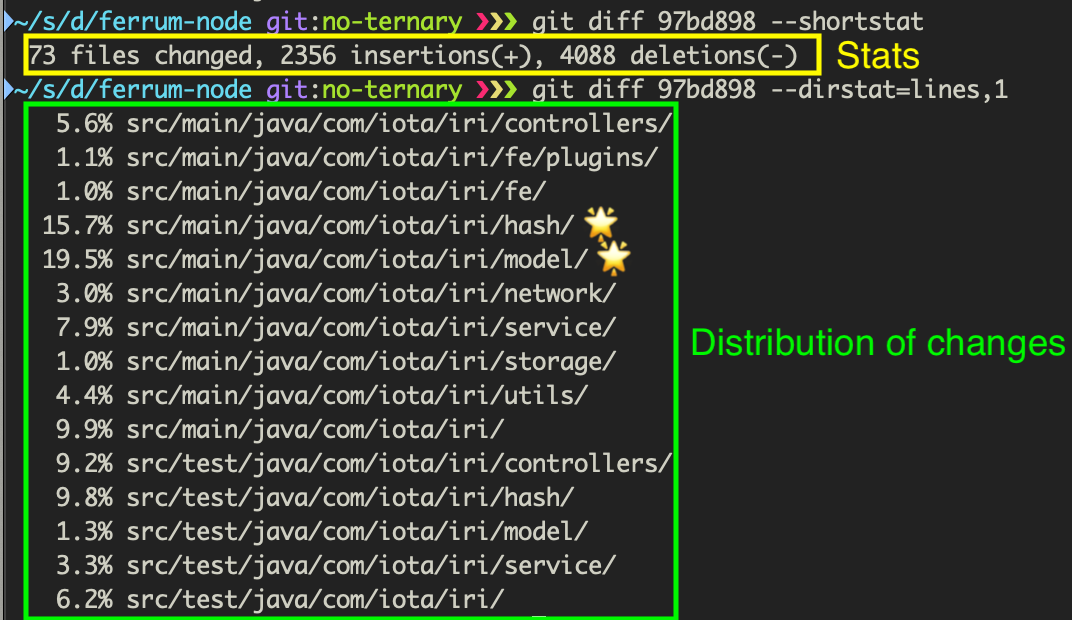 ~/s/d/ferrum-node git:no-ternary ❯❯❯ git diff 97bd898 --shortstat
73 files changed, 2356 insertions(+), 4088 deletions(-) Stats
~/s/d/ferrum-node git:no-ternary ❯❯❯ git diff 97bd898 --dirstat=lines,1
5.6% src/main/java/com/iota/iri/controllers/
1.1% src/main/java/com/iota/iri/fe/plugins/
1.0% src/main/java/com/iota/iri/fe/
15.7% src/main/java/com/iota/iri/hash/
19.5% src/main/java/com/iota/iri/model/
3.0% src/main/java/com/iota/iri/network/
7.9% src/main/java/com/iota/iri/service/
Distribution of changes
1.0% src/main/java/com/iota/iri/storage/
4.4% src/main/java/com/iota/iri/utils/
9.9% src/main/java/com/iota/iri/
9.2% src/test/java/com/iota/iri/controllers/
9.8% src/test/java/com/iota/iri/hash/
1.3% src/test/java/com/iota/iri/model/
3.3% src/test/java/com/iota/iri/service/
6.2% src/test/java/com/iota/iri/